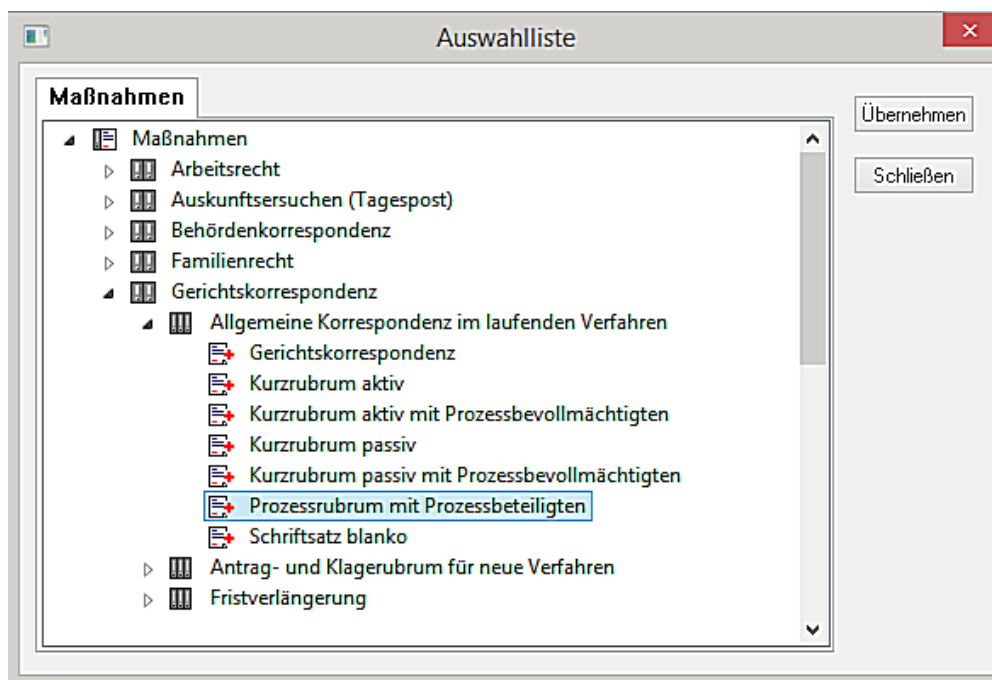 Auswahlliste
Maßnahmen
Übernehmen
Schließen
Maßnahmen
Arbeitsrecht
Auskunftsersuchen (Tagespost)
Behördenkorrespondenz
Familienrecht
Gerichtskorrespondenz
Allgemeine Korrespondenz im laufenden Verfahren
Gerichtskorrespondenz
Kurzrubrum aktiv
Kurzrubrum aktiv mit Prozessbevollmächtigten
Kurzrubrum passiv
Kurzrubrum passiv mit Prozessbevollmächtigten
Prozessrubrum mit Prozessbeteiligten
Schriftsatz blanko
Antrag- und Klagerubrum für neue Verfahren
Fristverlängerung